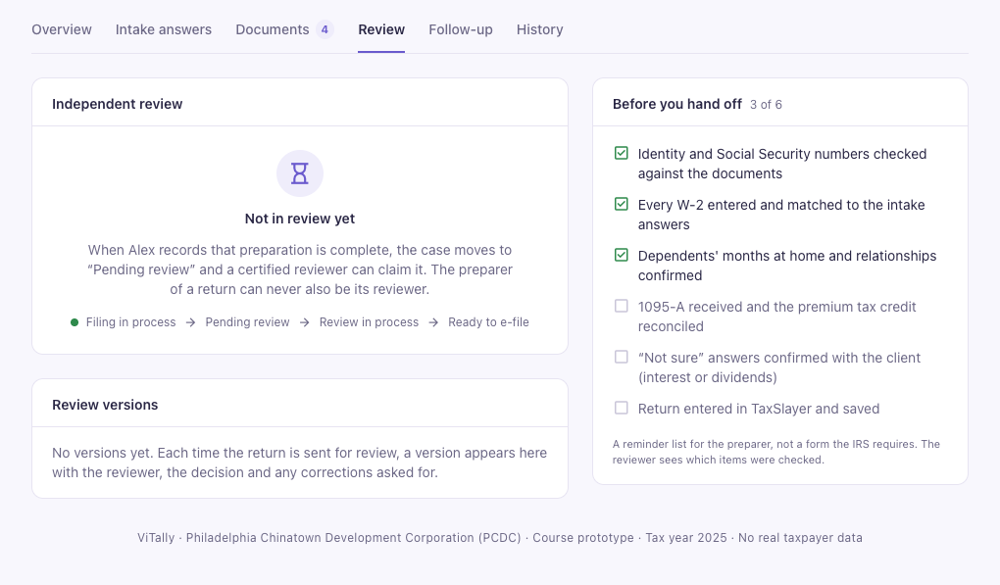 Overview Intake answers Documents 4 Review Follow-up History
Independent review
Not in review yet
When Alex records that preparation is complete, the case moves to
“Pending review” and a certified reviewer can claim it. The preparer
of a return can never also be its reviewer.
Filing in process → Pending review → Review in process → Ready to e-file
Review versions
No versions yet. Each time the return is sent for review, a version appears here
with the reviewer, the decision and any corrections asked for.
Before you hand off 3 of 6
Identity and Social Security numbers checked
against the documents
Every W-2 entered and matched to the intake
answers
Dependents' months at home and relationships
confirmed
1095-A received and the premium tax credit
reconciled
“Not sure” answers confirmed with the client
(interest or dividends)
Return entered in TaxSlayer and saved
A reminder list for the preparer, not a form the IRS requires. The
reviewer sees which items were checked.
ViTally · Philadelphia Chinatown Development Corporation (PCDC) · Course prototype · Tax year 2025 · No real taxpayer data